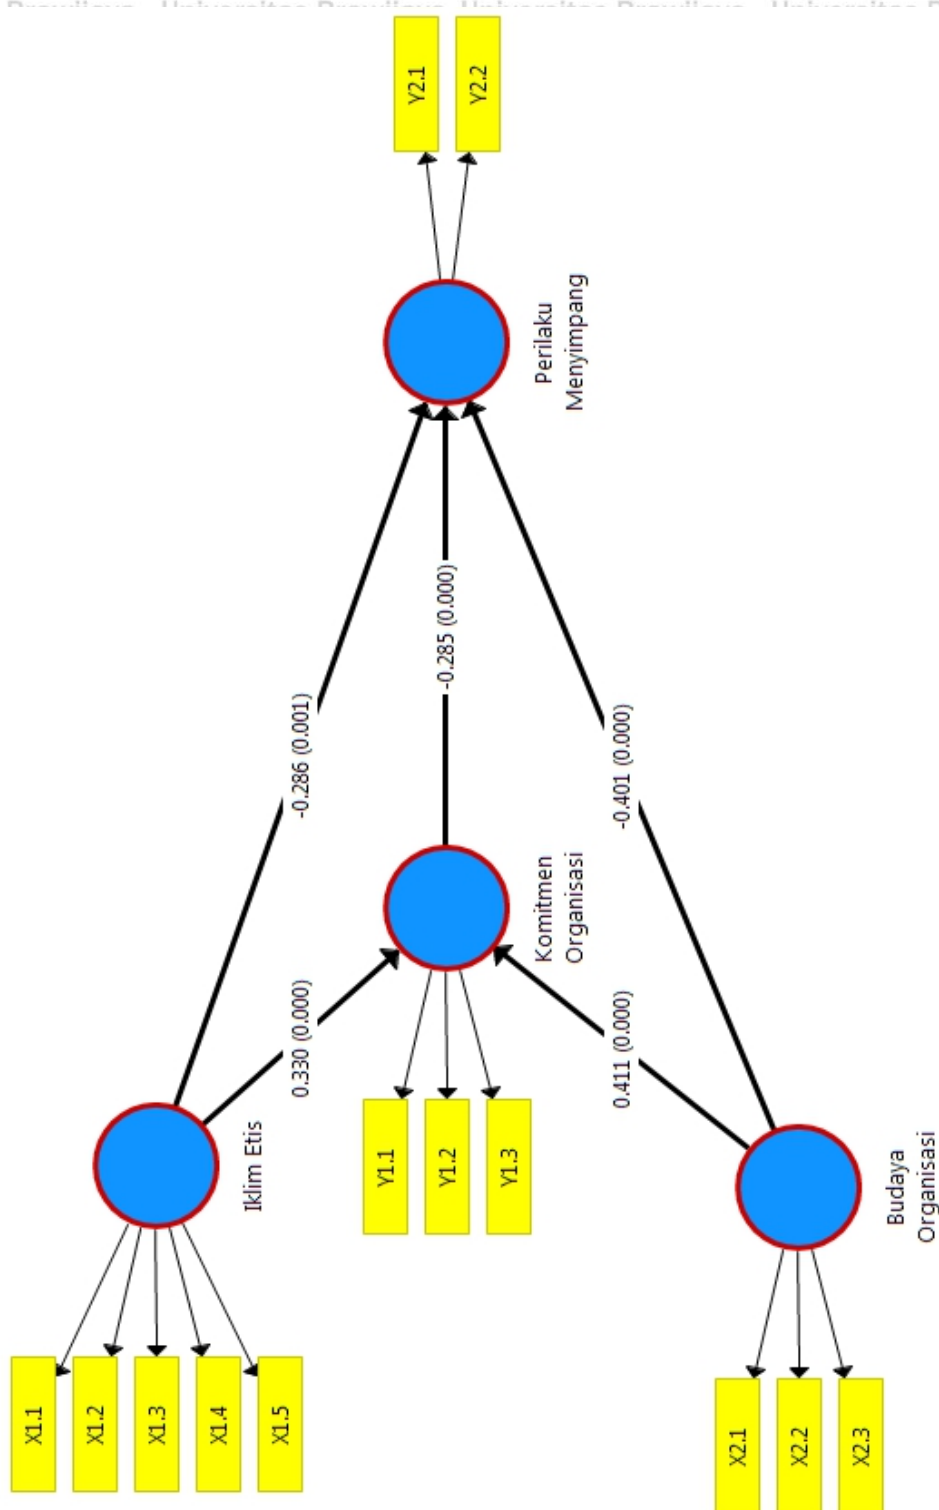 X1.1
X1.2
X1.3
X1.4
X1.5
Iklim Etis
-0.286 (0.001)
0.330 (0.000)
Y1.1
Y1.2
Y1.3
Komitmen
Organisasi
-0.285 (0.000)
Y2.1
Y2.2
Perilaku
Menyimpang
0.411 (0.000)
-0.401 (0.000)
X2.1
X2.2
X2.3
Budaya
Organisasi